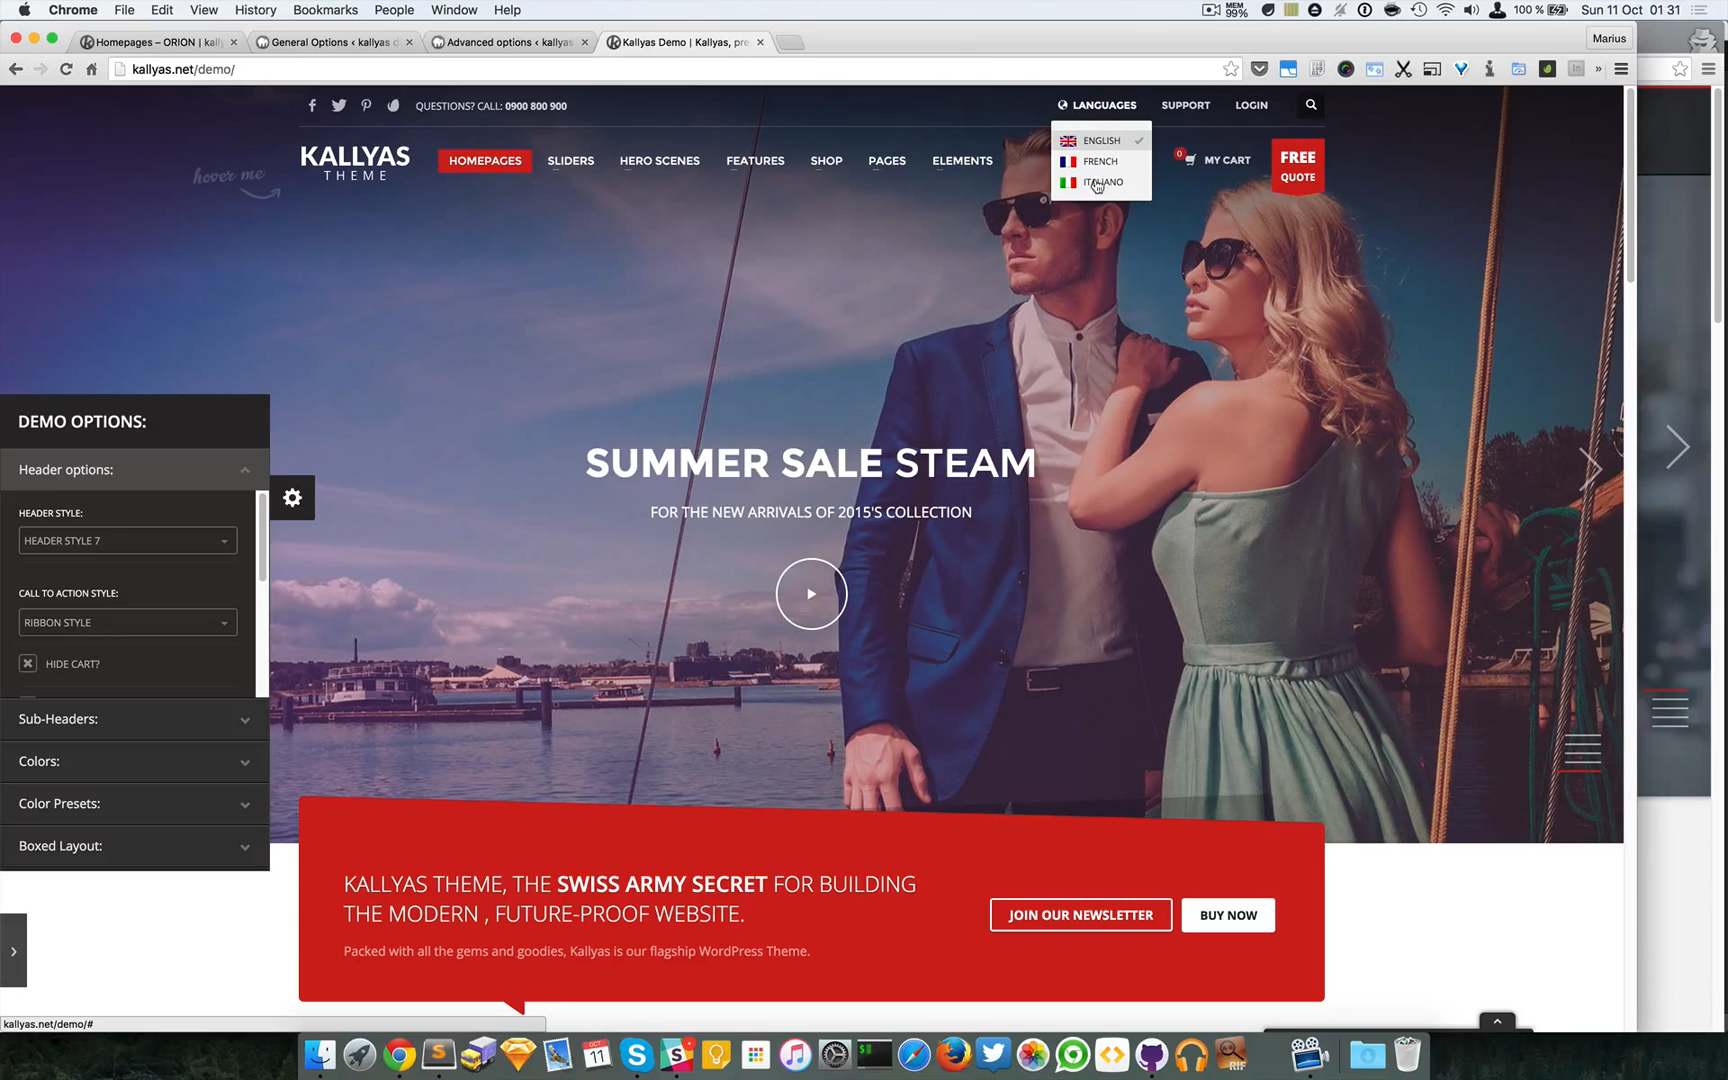 Chrome File Edit View History Bookmarks People Window Help
MEM 99% 100 % Sun 11 Oct 01 31
Homepages – ORION | kally General Options ‹ kallyas d Advanced options ‹ kallyas Kallyas Demo | Kallyas, pre Marius
kallyas.net/demo/
QUESTIONS? CALL: 0900 800 900 LANGUAGES SUPPORT LOGIN
ENGLISH
FRENCH
ITALIANO
KALLYAS
THEME
HOMEPAGES SLIDERS HERO SCENES FEATURES SHOP PAGES ELEMENTS
0 MY CART
FREE
QUOTE
hover me
SUMMER SALE STEAM
FOR THE NEW ARRIVALS OF 2015'S COLLECTION
DEMO OPTIONS:
Header options:
HEADER STYLE:
HEADER STYLE 7
CALL TO ACTION STYLE:
RIBBON STYLE
HIDE CART?
Sub-Headers:
Colors:
Color Presets:
Boxed Layout:
KALLYAS THEME, THE SWISS ARMY SECRET FOR BUILDING
THE MODERN , FUTURE-PROOF WEBSITE.
Packed with all the gems and goodies, Kallyas is our flagship WordPress Theme.
JOIN OUR NEWSLETTER BUY NOW
kallyas.net/demo/#
OCT
11
RIF